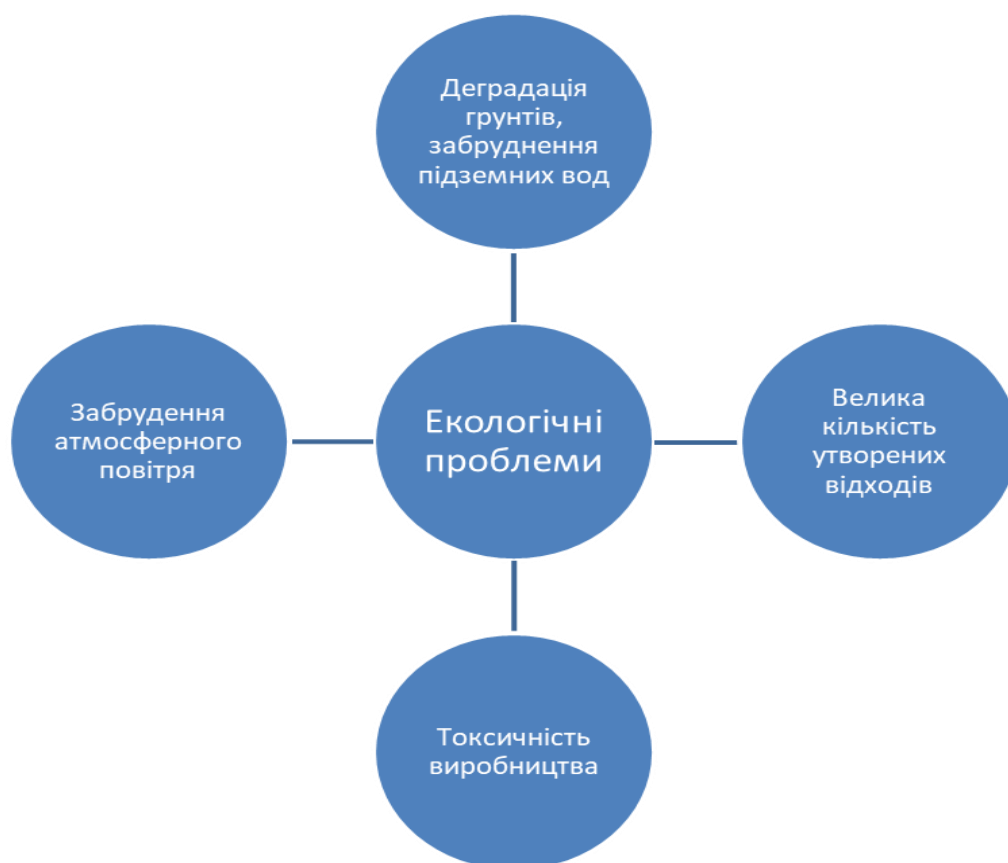 Деградація
грунтів,
забруднення
підземних вод
Забрудення
атмосферного
повітря
Екологічні
проблеми
Велика
кількість
утворених
відходів
Токсичність
виробництва